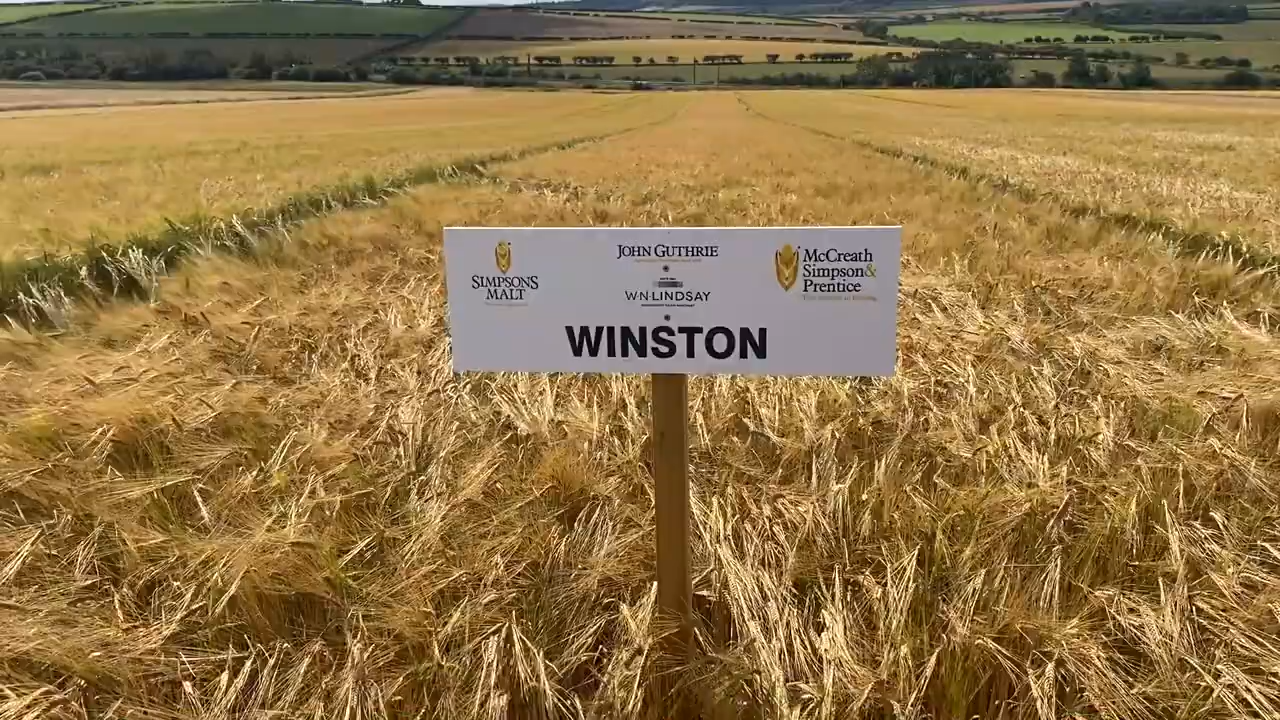 SIMPSONS
MALT
JOHN GUTHRIE
W·N·LINDSAY
McCreath
Simpson&
Prentice
WINSTON